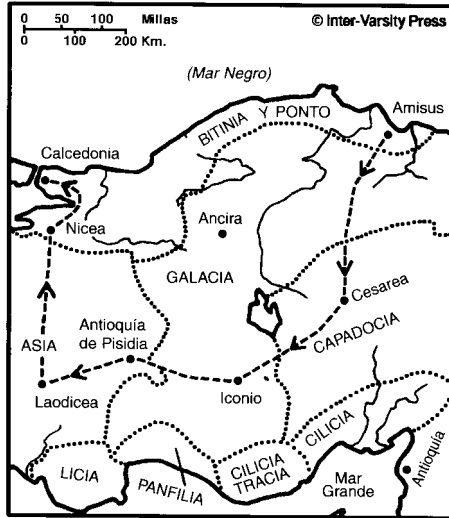 0 50 100 Millas
0 100 200 Km.
© Inter-Varsity Press
(Mar Negro)
BITINIA Y PONTO
Amisus
Calcedonia
Nicea
Ancira
GALACIA
Cesarea
CAPADOCIA
Antioquía
de Pisidia
ASIA
Laodicea
Iconio
CILICIA
LICIA
PANFILIA
CILICIA
TRACIA
Mar
Grande
Antioquía